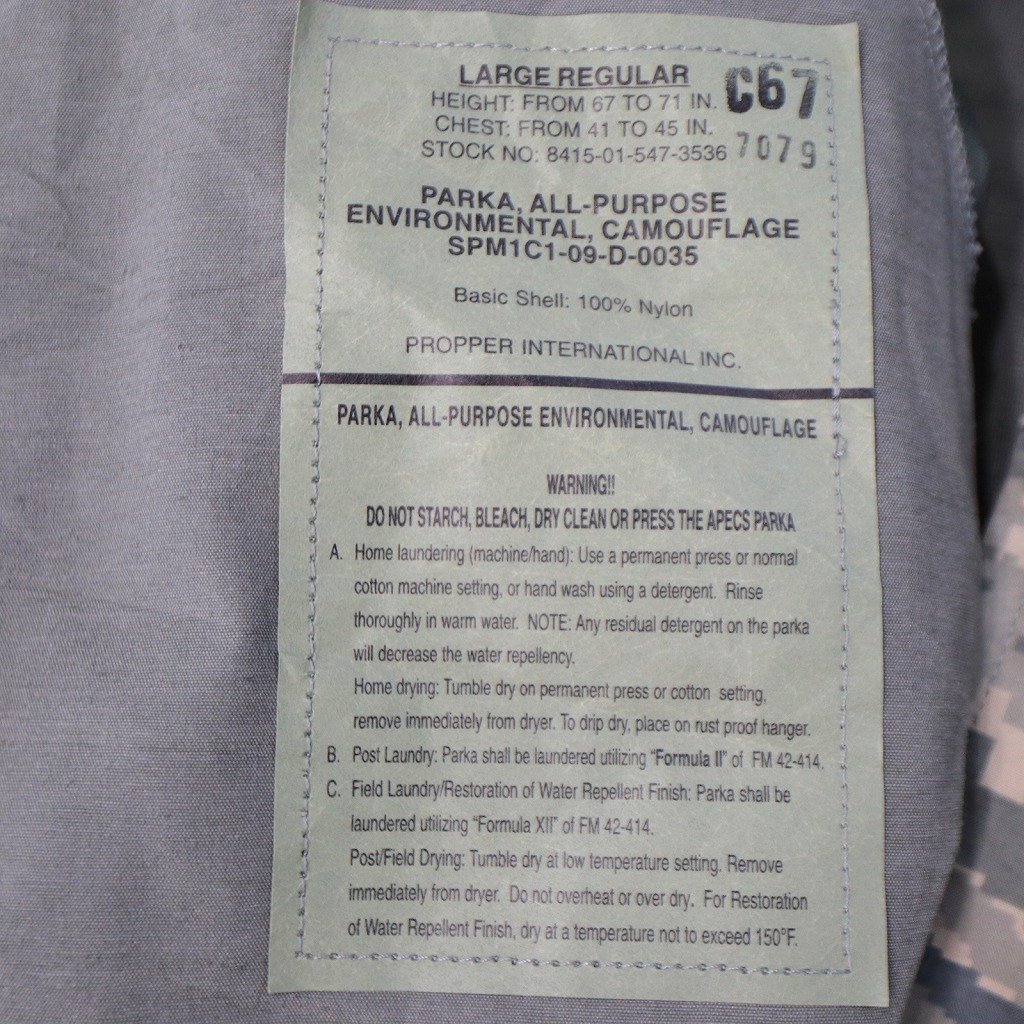 LARGE REGULAR
C67
HEIGHT: FROM 67 TO 71 IN.
CHEST: FROM 41 TO 45 IN.
STOCK NO: 8415-01-547-3536
7079
PARKA, ALL-PURPOSE
ENVIRONMENTAL, CAMOUFLAGE
SPM1C1-09-D-0035
Basic Shell: 100% Nylon
PROPPER INTERNATIONAL INC.
PARKA, ALL-PURPOSE ENVIRONMENTAL, CAMOUFLAGE
WARNING!!
DO NOT STARCH, BLEACH, DRY CLEAN OR PRESS THE APECS PARKA
A. Home laundering (machine/hand): Use a permanent press or normal
cotton machine setting, or hand wash using a detergent. Rinse
thoroughly in warm water. NOTE: Any residual detergent on the parka
will decrease the water repellency.
Home drying: Tumble dry on permanent press or cotton setting,
remove immediately from dryer. To drip dry, place on rust proof hanger.
B. Post Laundry: Parka shall be laundered utilizing "Formula II" of FM 42-414.
C. Field Laundry/Restoration of Water Repellent Finish: Parka shall be
laundered utilizing "Formula XII" of FM 42-414.
Post/Field Drying: Tumble dry at low temperature setting. Remove
immediately from dryer. Do not overheat or over dry. For Restoration
of Water Repellent Finish, dry at a temperature not to exceed 150°F.